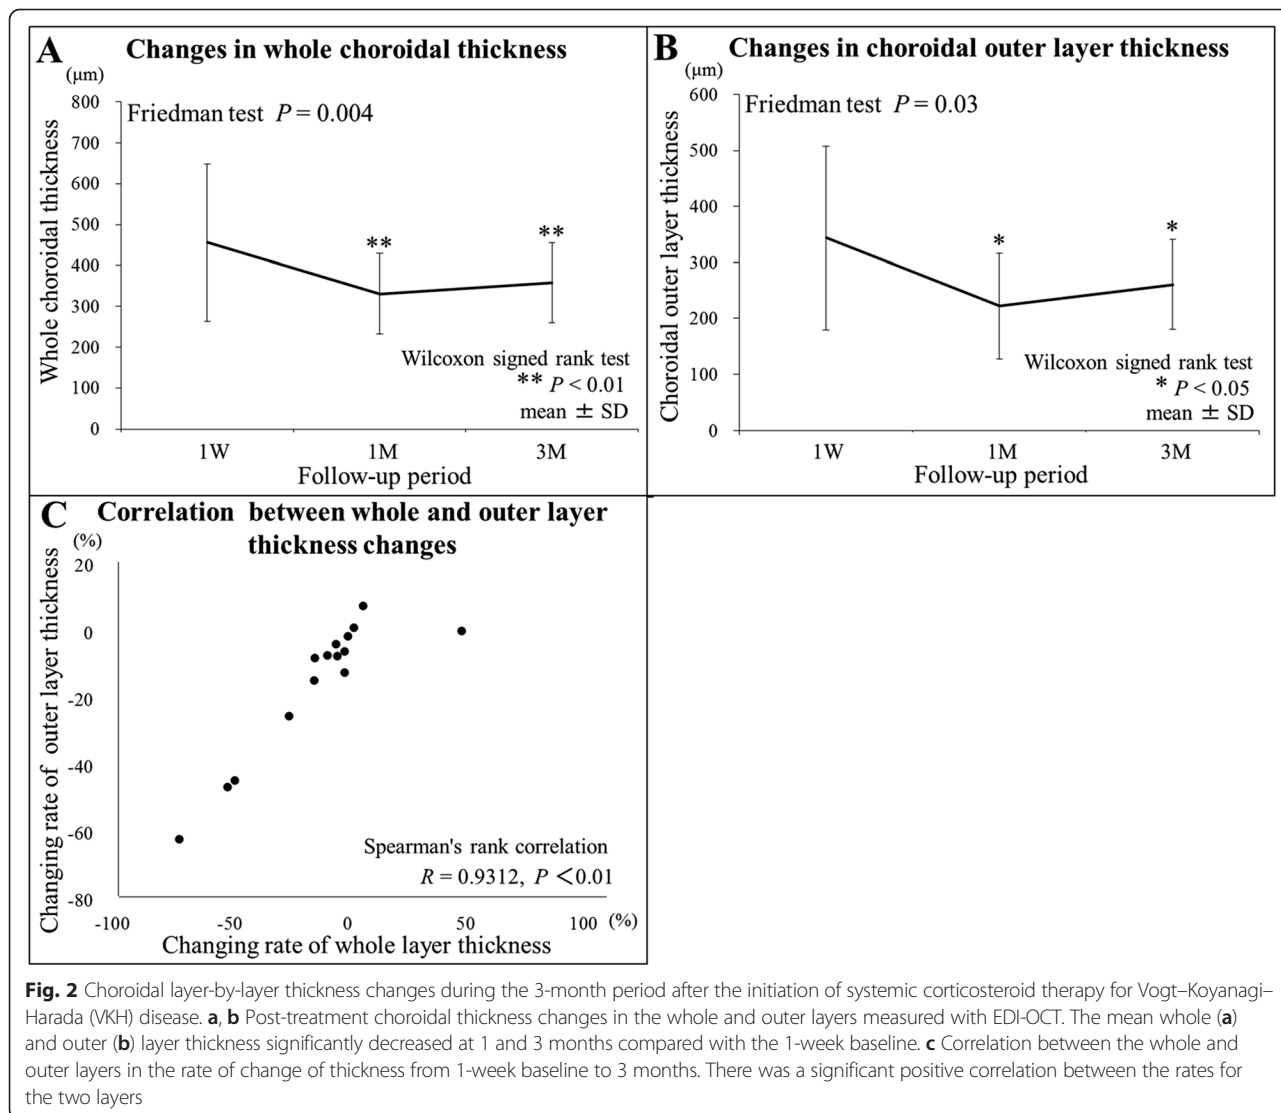 A Changes in whole choroidal thickness
(μm)
Whole choroidal thickness
Friedman test P = 0.004
800
700
600
500
400
300
200
100
0
** **
Wilcoxon signed rank test
** P < 0.01
mean ± SD
1W 1M 3M
Follow-up period
B Changes in choroidal outer layer thickness
(μm)
Choroidal outer layer thickness
Friedman test P = 0.03
600
500
400
300
200
100
0
* *
Wilcoxon signed rank test
* P < 0.05
mean ± SD
1W 1M 3M
Follow-up period
C Correlation between whole and outer layer
thickness changes
(%)
Changing rate of outer layer thickness
20
0
-20
-40
-60
-80
Spearman's rank correlation
R = 0.9312, P <0.01
-100 -50 0 50 100 (%)
Changing rate of whole layer thickness
Fig. 2 Choroidal layer-by-layer thickness changes during the 3-month period after the initiation of systemic corticosteroid therapy for Vogt–Koyanagi–
Harada (VKH) disease. a, b Post-treatment choroidal thickness changes in the whole and outer layers measured with EDI-OCT. The mean whole (a)
and outer (b) layer thickness significantly decreased at 1 and 3 months compared with the 1-week baseline. c Correlation between the whole and
outer layers in the rate of change of thickness from 1-week baseline to 3 months. There was a significant positive correlation between the rates for
the two layers